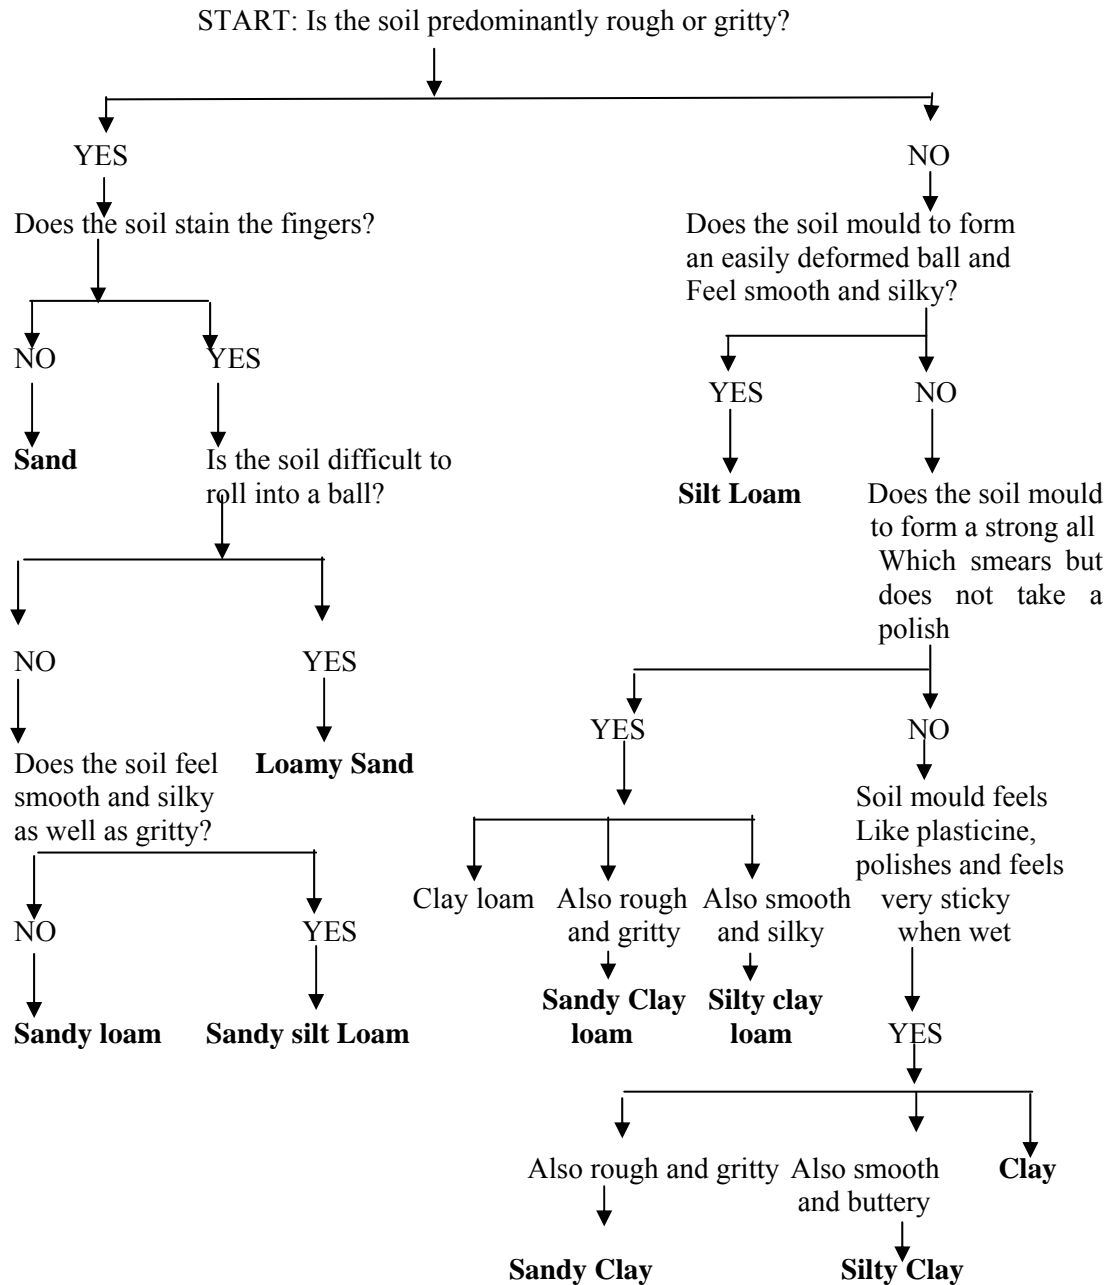 START: Is the soil predominantly rough or gritty?
YES
NO
Does the soil stain the fingers?
Does the soil mould to form
an easily deformed ball and
Feel smooth and silky?
NO
YES
YES
NO
Sand
Is the soil difficult to
roll into a ball?
Silt Loam
Does the soil mould
to form a strong all
Which smears but
does not take a
polish
NO
YES
YES
NO
Does the soil feel
smooth and silky
as well as gritty?
Loamy Sand
Soil mould feels
Like plasticine,
polishes and feels
very sticky
when wet
Clay loam
Also rough
and gritty
Also smooth
and silky
NO
YES
Sandy Clay
loam
Silty clay
loam
Sandy loam
Sandy silt Loam
YES
Also rough and gritty
Also smooth
and buttery
Clay
Sandy Clay
Silty Clay